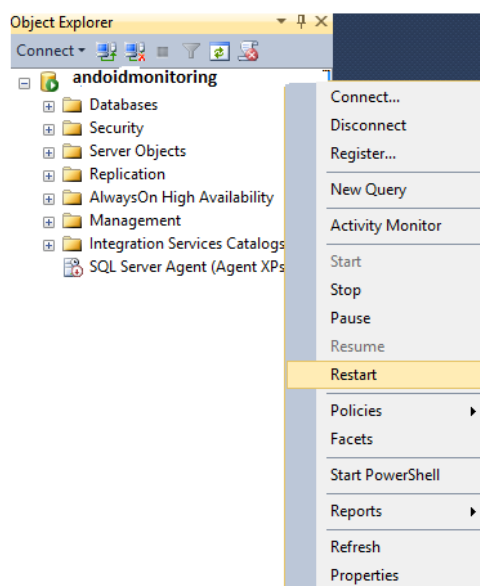 Object Explorer
Connect
andoidmonitoring
Databases
Security
Server Objects
Replication
AlwaysOn High Availability
Management
Integration Services Catalogs
SQL Server Agent (Agent XPs
Connect...
Disconnect
Register...
New Query
Activity Monitor
Start
Stop
Pause
Resume
Restart
Policies
Facets
Start PowerShell
Reports
Refresh
Properties